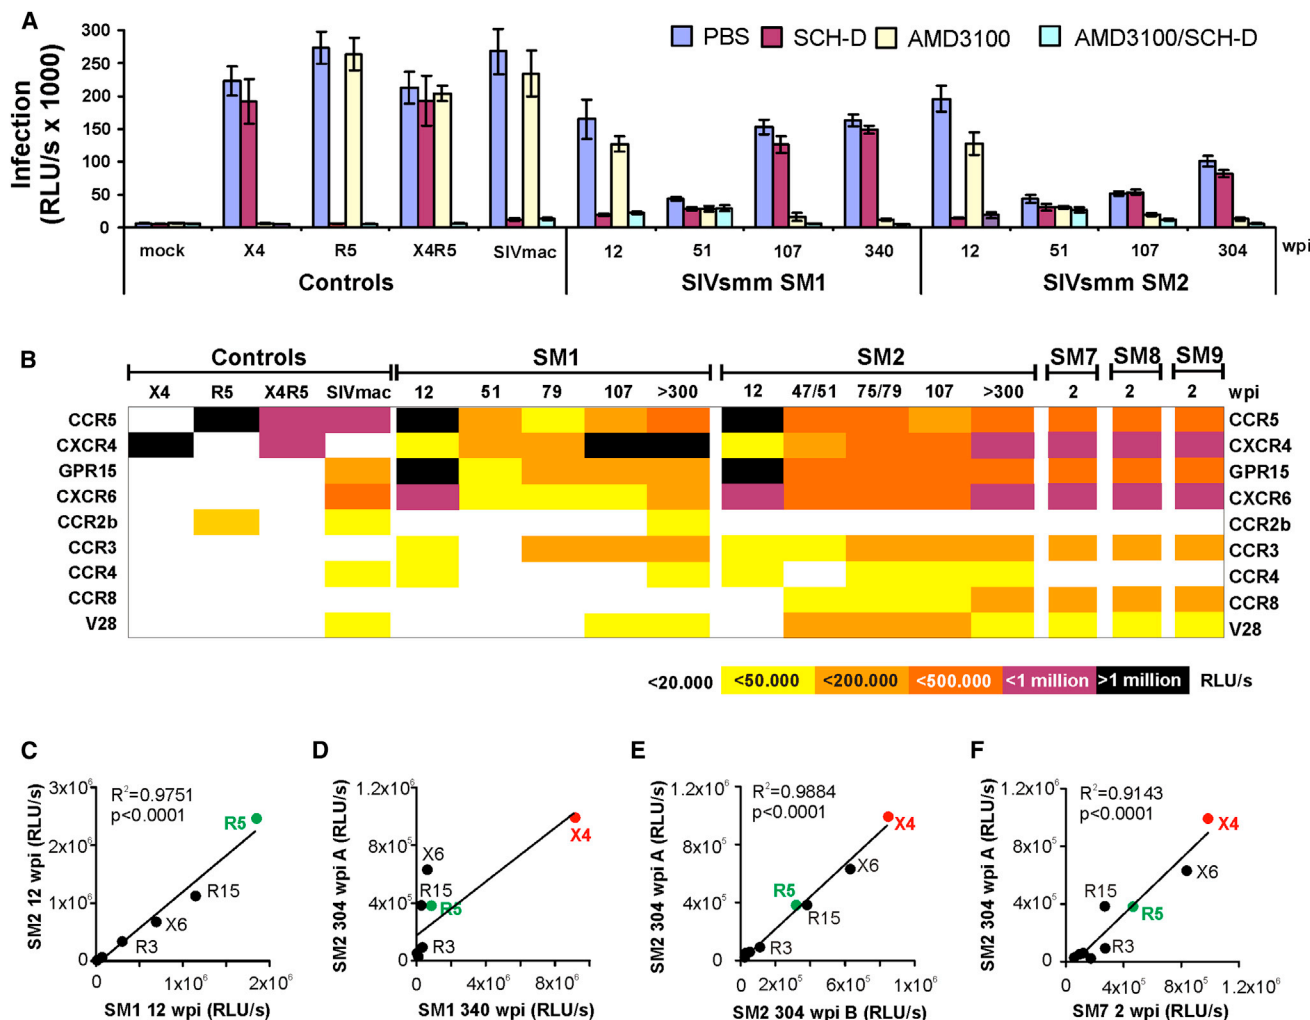 A
PBS SCH-D AMD3100 AMD3100/SCH-D
Infection
(RLU/s x 1000)
300
250
200
150
100
50
0
mock X4 R5 X4R5 SIVmac 12 51 107 340 12 51 107 304 wpi
Controls SIVsmm SM1 SIVsmm SM2
B
Controls SM1 SM2 SM7 SM8 SM9
X4 R5 X4R5 SIVmac 12 51 79 107 >300 12 47/51 75/79 107 >300 2 2 2 wpi
CCR5 CCR5
CXCR4 CXCR4
GPR15 GPR15
CXCR6 CXCR6
CCR2b CCR2b
CCR3 CCR3
CCR4 CCR4
CCR8 CCR8
V28 V28
<20.000 <50.000 <200.000 <500.000 <1 million >1 million RLU/s
C
SM2 12 wpi (RLU/s)
3x10⁶
2x10⁶
1x10⁶
0
R²=0.9751
p<0.0001
R5
R15
X6
R3
0 1x10⁶ 2x10⁶
SM1 12 wpi (RLU/s)
D
SM2 304 wpi A (RLU/s)
1.2x10⁶
8x10⁵
4x10⁵
0
X4
X6
R15
R5
R3
0 4x10⁶ 8x10⁶
SM1 340 wpi (RLU/s)
E
SM2 304 wpi A (RLU/s)
1.2x10⁶
8x10⁵
4x10⁵
0
R²=0.9884
p<0.0001
X4
X6
R5
R15
R3
0 2x10⁵ 6x10⁵ 1x10⁶
SM2 304 wpi B (RLU/s)
F
SM2 304 wpi A (RLU/s)
1.2x10⁶
8x10⁵
4x10⁵
0
R²=0.9143
p<0.0001
X4
X6
R15
R5
R3
0 4x10⁵ 8x10⁵ 1.2x10⁶
SM7 2 wpi (RLU/s)